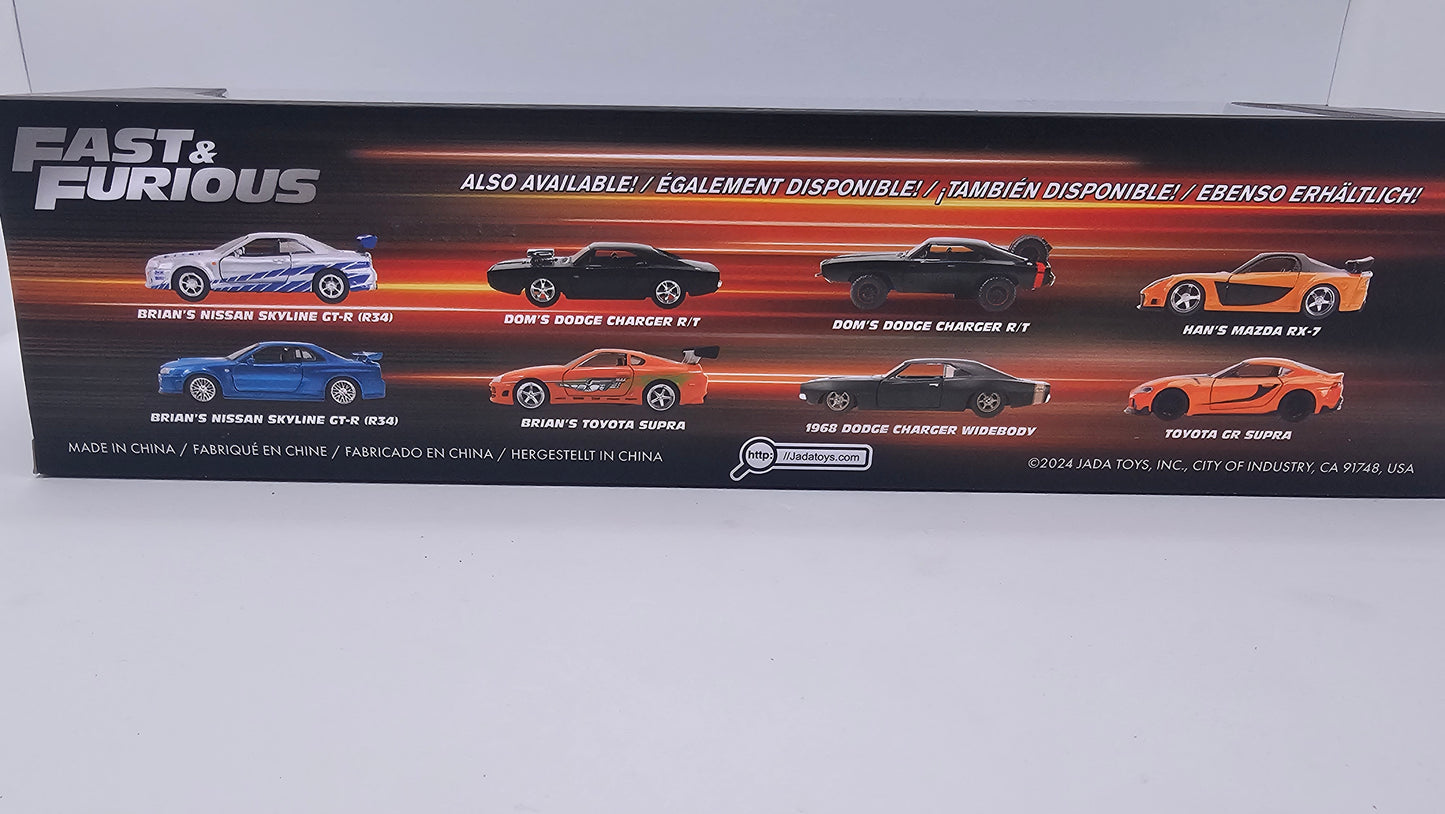 FAST &
FURIOUS
ALSO AVAILABLE! / ÉGALEMENT DISPONIBLE! / ¡TAMBIÉN DISPONIBLE! / EBENSO ERHÄLTLICH!
BRIAN'S NISSAN SKYLINE GT-R (R34)
DOM'S DODGE CHARGER R/T
DOM'S DODGE CHARGER R/T
HAN'S MAZDA RX-7
BRIAN'S NISSAN SKYLINE GT-R (R34)
BRIAN'S TOYOTA SUPRA
1968 DODGE CHARGER WIDEBODY
TOYOTA GR SUPRA
MADE IN CHINA / FABRIQUÉ EN CHINE / FABRICADO EN CHINA / HERGESTELLT IN CHINA
http: //Jadatoys.com
©2024 JADA TOYS, INC., CITY OF INDUSTRY, CA 91748, USA